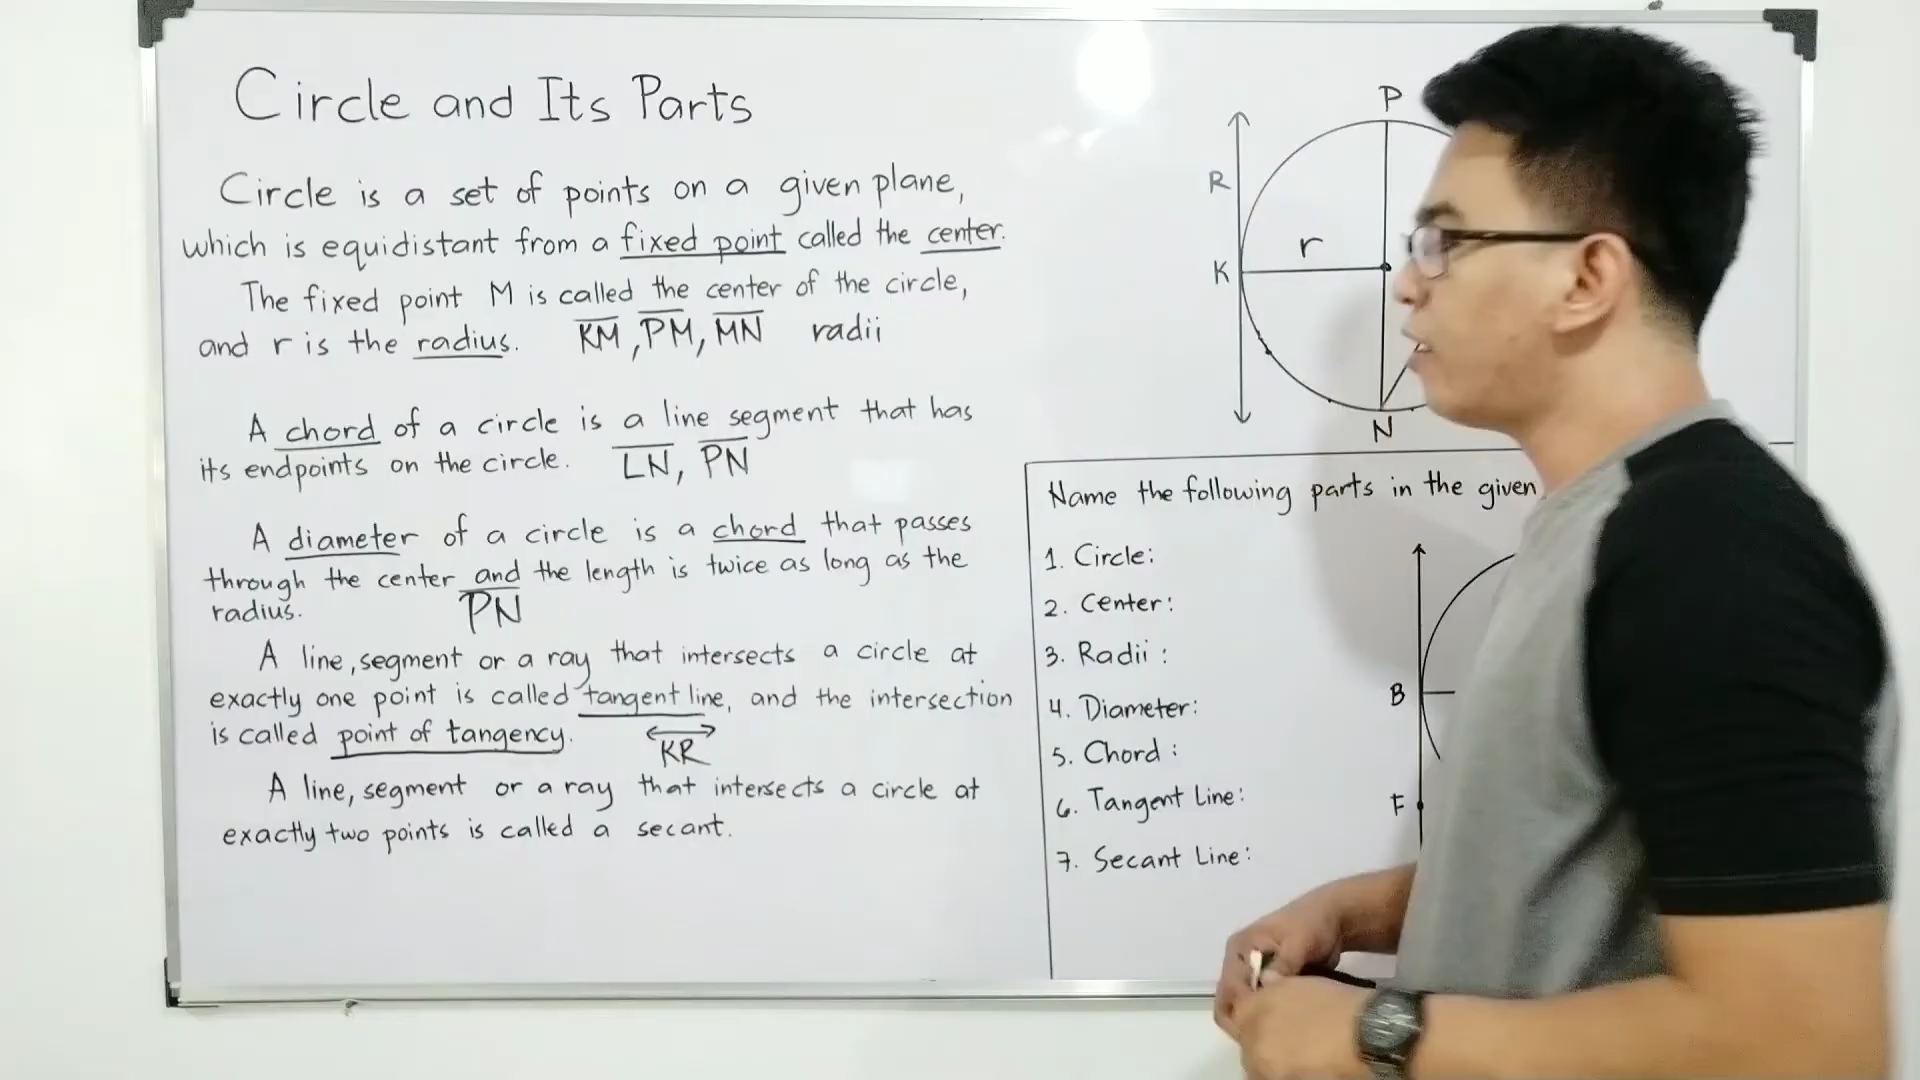 Circle and Its Parts
Circle is a set of points on a given plane,
which is equidistant from a fixed point called the center.
The fixed point M is called the center of the circle,
and r is the radius. KM, PM, MN radii
A chord of a circle is a line segment that has
its endpoints on the circle. LN, PN
A diameter of a circle is a chord that passes
through the center and the length is twice as long as the
radius. PN
A line, segment or a ray that intersects a circle at
exactly one point is called tangent line, and the intersection
is called point of tangency. KR
A line, segment or a ray that intersects a circle at
exactly two points is called a secant.
P
R
r
K
N
Name the following parts in the given
1. Circle:
2. Center:
3. Radii :
4. Diameter:
5. Chord :
6. Tangent Line:
7. Secant Line:
B
F